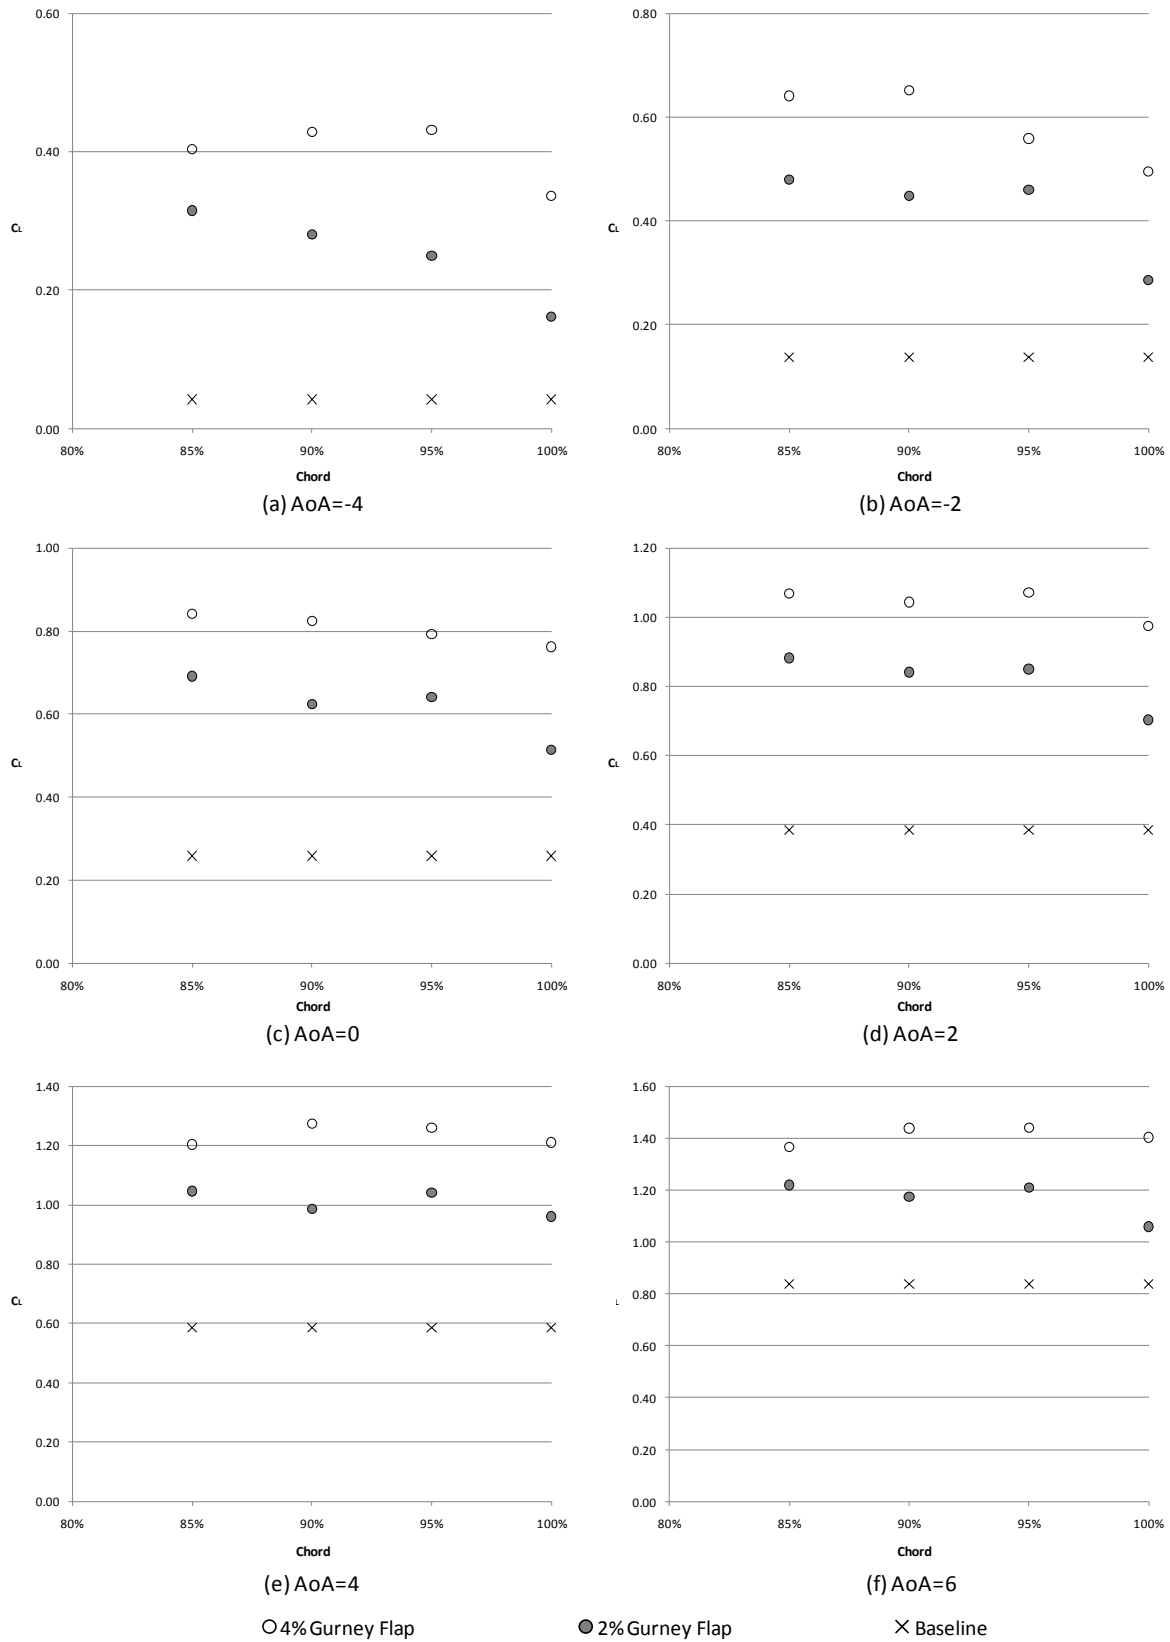 0.60
0.40
0.20
0.00
80% 85% 90% 95% 100%
CL
Chord
(a) AoA=-4
0.80
0.60
0.40
0.20
0.00
80% 85% 90% 95% 100%
CL
Chord
(b) AoA=-2
1.00
0.80
0.60
0.40
0.20
0.00
80% 85% 90% 95% 100%
CL
Chord
(c) AoA=0
1.20
1.00
0.80
0.60
0.40
0.20
0.00
80% 85% 90% 95% 100%
CL
Chord
(d) AoA=2
1.40
1.20
1.00
0.80
0.60
0.40
0.20
0.00
80% 85% 90% 95% 100%
CL
Chord
(e) AoA=4
1.60
1.40
1.20
1.00
0.80
0.60
0.40
0.20
0.00
80% 85% 90% 95% 100%
L
Chord
(f) AoA=6
4% Gurney Flap 2% Gurney Flap Baseline